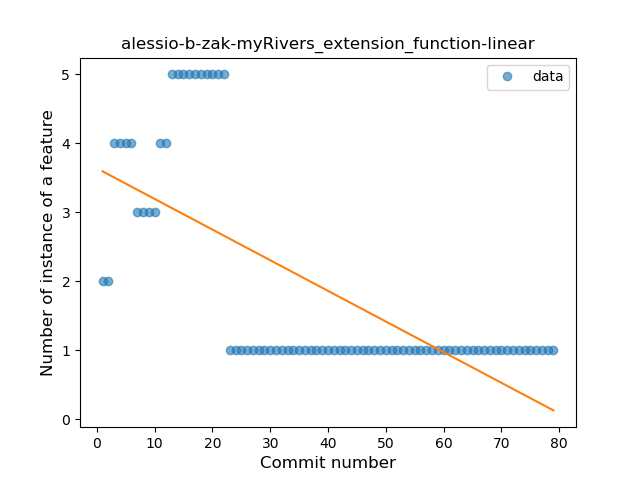 alessio-b-zak-myRivers_extension_function-linear
data
Number of instance of a feature
5
4
3
2
1
0
0 10 20 30 40 50 60 70 80
Commit number